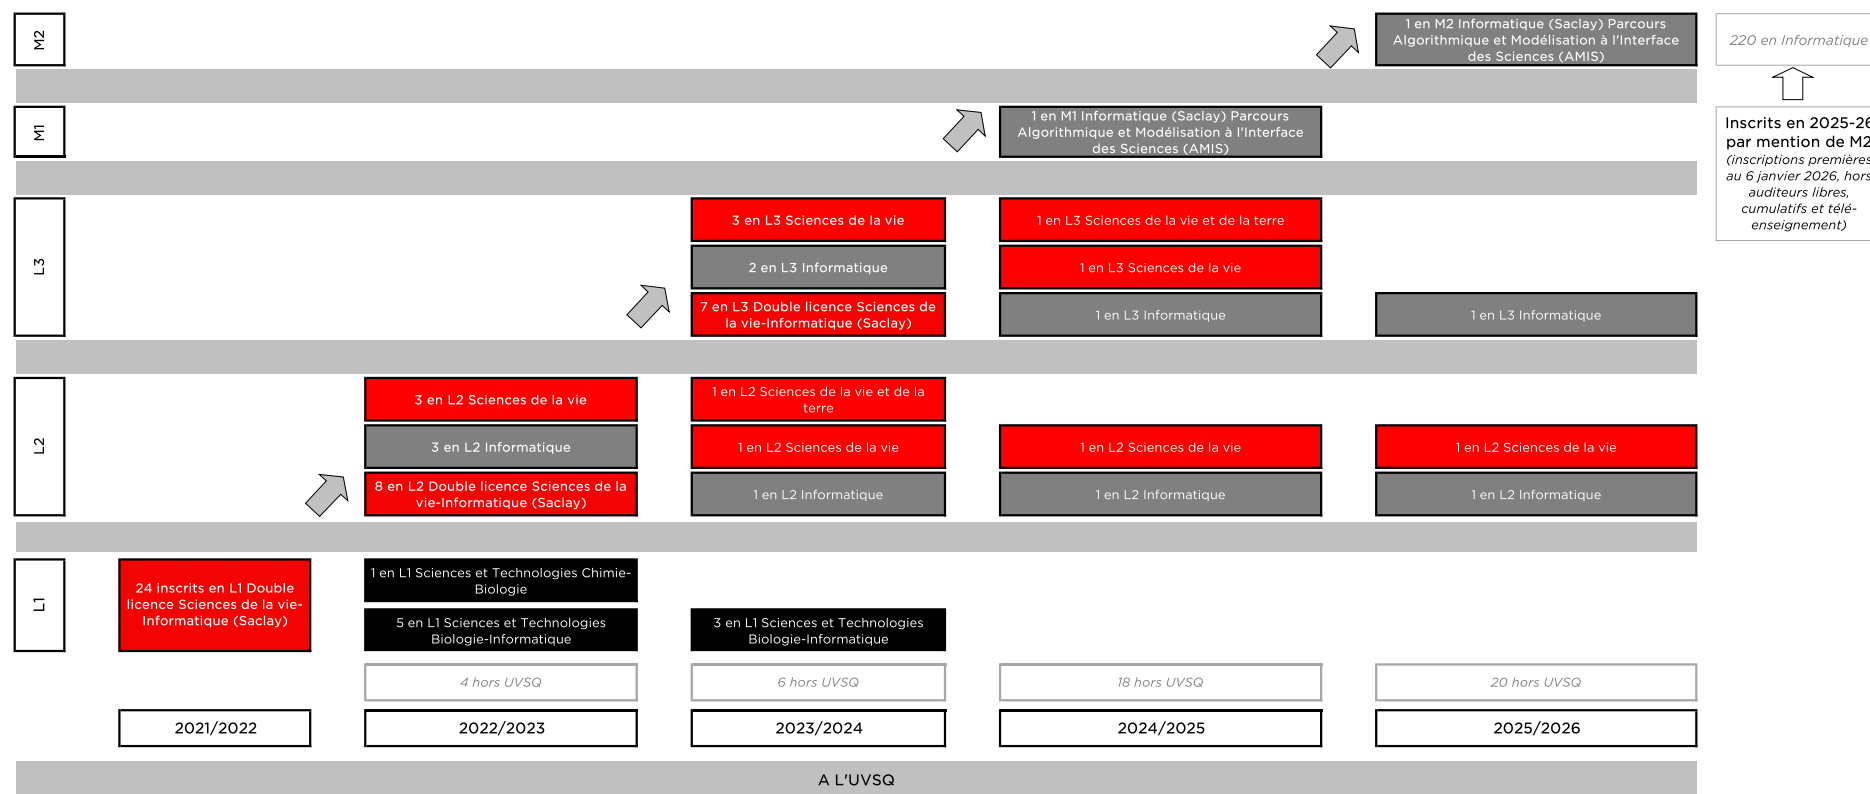 M2
1 en M2 Informatique (Saclay) Parcours
Algorithmique et Modélisation à l'Interface
des Sciences (AMIS)
220 en Informatique
M1
1 en M1 Informatique (Saclay) Parcours
Algorithmique et Modélisation à l'Interface
des Sciences (AMIS)
Inscrits en 2025-26
par mention de M2
(inscriptions premières
au 6 janvier 2026, hors
auditeurs libres,
cumulatifs et télé-
enseignement)
L3
3 en L3 Sciences de la vie
1 en L3 Sciences de la vie et de la terre
2 en L3 Informatique
1 en L3 Sciences de la vie
7 en L3 Double licence Sciences de
la vie-Informatique (Saclay)
1 en L3 Informatique
1 en L3 Informatique
L2
3 en L2 Sciences de la vie
1 en L2 Sciences de la vie et de la
terre
3 en L2 Informatique
1 en L2 Sciences de la vie
1 en L2 Sciences de la vie
1 en L2 Sciences de la vie
8 en L2 Double licence Sciences de la
vie-Informatique (Saclay)
1 en L2 Informatique
1 en L2 Informatique
1 en L2 Informatique
L1
24 inscrits en L1 Double
licence Sciences de la vie-
Informatique (Saclay)
1 en L1 Sciences et Technologies Chimie-
Biologie
5 en L1 Sciences et Technologies
Biologie-Informatique
3 en L1 Sciences et Technologies
Biologie-Informatique
4 hors UVSQ
6 hors UVSQ
18 hors UVSQ
20 hors UVSQ
2021/2022
2022/2023
2023/2024
2024/2025
2025/2026
A L'UVSQ